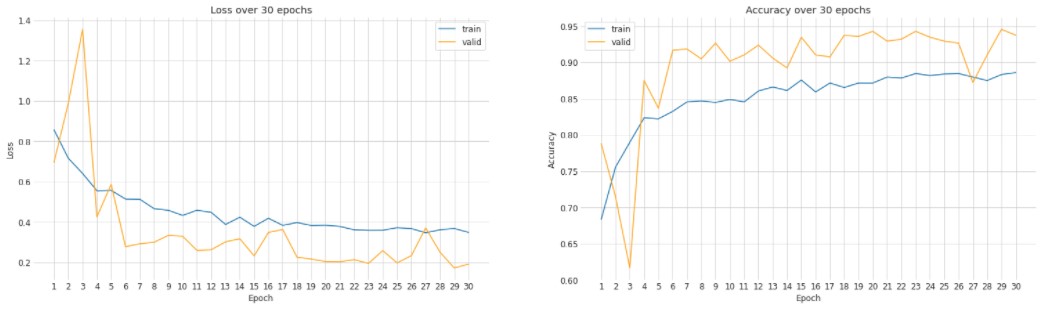 Loss over 30 epochs
1.4
1.2
1.0
0.8
0.6
0.4
0.2
Loss
train
valid
1 2 3 4 5 6 7 8 9 10 11 12 13 14 15 16 17 18 19 20 21 22 23 24 25 26 27 28 29 30
Epoch
Accuracy over 30 epochs
0.95
0.90
0.85
0.80
0.75
0.70
0.65
0.60
Accuracy
train
valid
1 2 3 4 5 6 7 8 9 10 11 12 13 14 15 16 17 18 19 20 21 22 23 24 25 26 27 28 29 30
Epoch